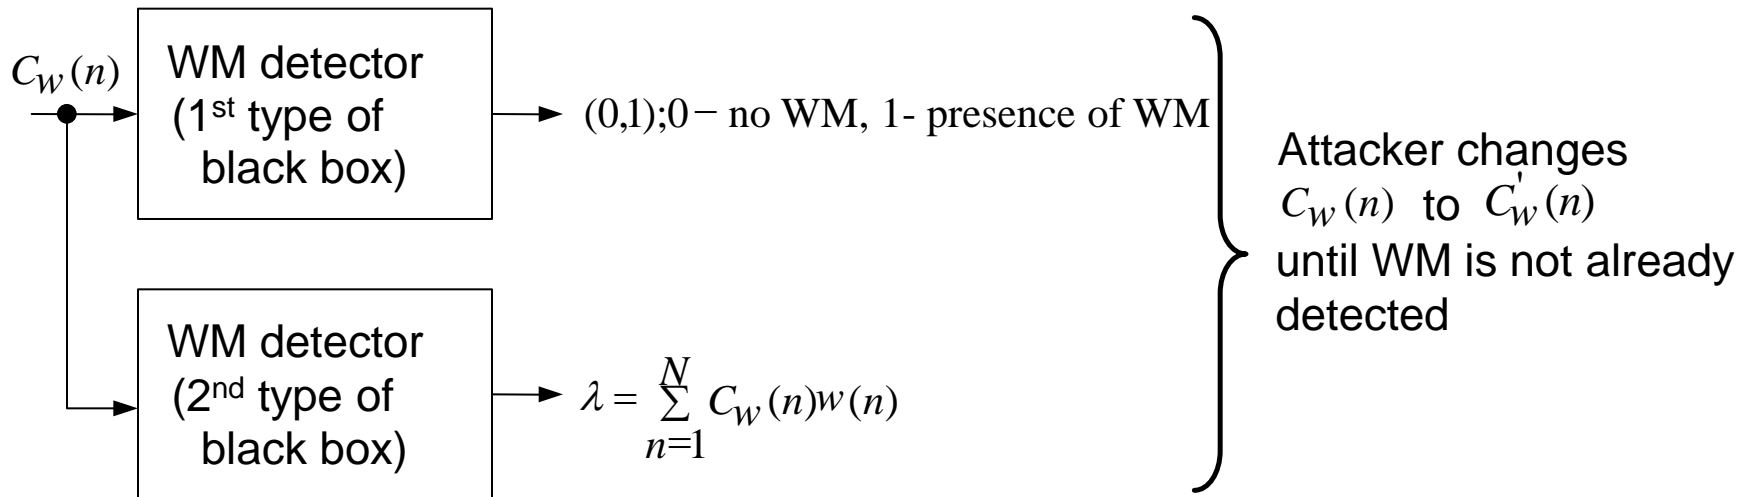 C_W(n)
WM detector
(1st type of
black box)
(0,1);0 – no WM, 1- presence of WM
WM detector
(2nd type of
black box)
λ = ∑_{n=1}^{N} C_W(n)w(n)
Attacker changes
C_W(n) to C'_W(n)
until WM is not already
detected